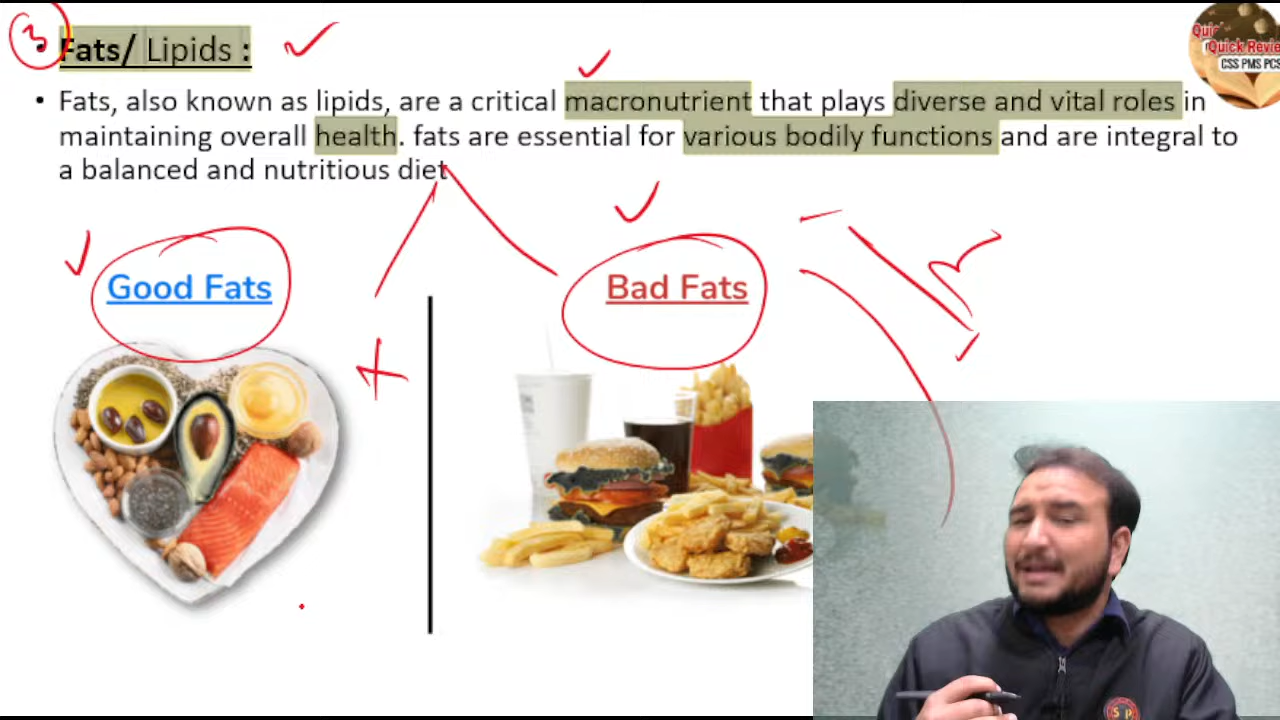 3
• Fats/ Lipids :
• Fats, also known as lipids, are a critical macronutrient that plays diverse and vital roles in
maintaining overall health. fats are essential for various bodily functions and are integral to
a balanced and nutritious diet
Good Fats
Bad Fats
Quick Review
CSS PMS PCS
S P